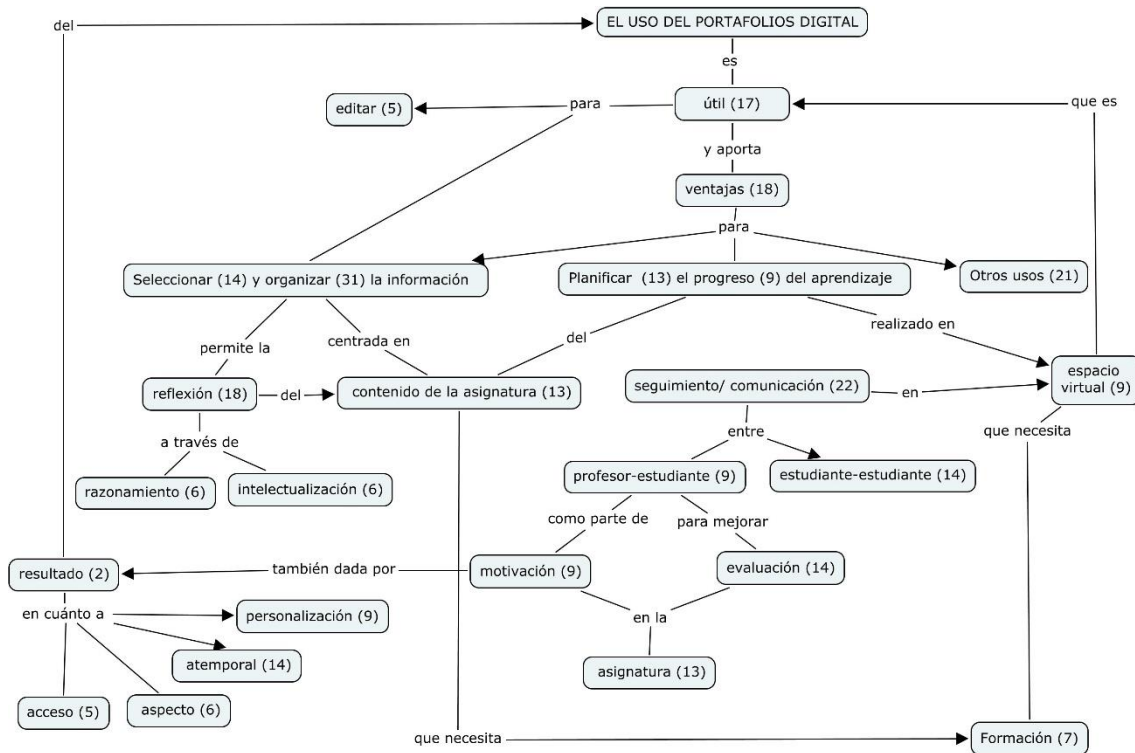 del
EL USO DEL PORTAFOLIOS DIGITAL
es
editar (5)
para
útil (17)
que es
y aporta
ventajas (18)
para
Seleccionar (14) y organizar (31) la información
Planificar (13) el progreso (9) del aprendizaje
Otros usos (21)
permite la
centrada en
del
realizado en
reflexión (18)
del
contenido de la asignatura (13)
seguimiento/ comunicación (22)
en
espacio
virtual (9)
a través de
entre
que necesita
razonamiento (6)
intelectualización (6)
profesor-estudiante (9)
estudiante-estudiante (14)
como parte de
para mejorar
resultado (2)
también dada por
motivación (9)
evaluación (14)
en cuánto a
personalización (9)
en la
atemporal (14)
asignatura (13)
acceso (5)
aspecto (6)
que necesita
Formación (7)